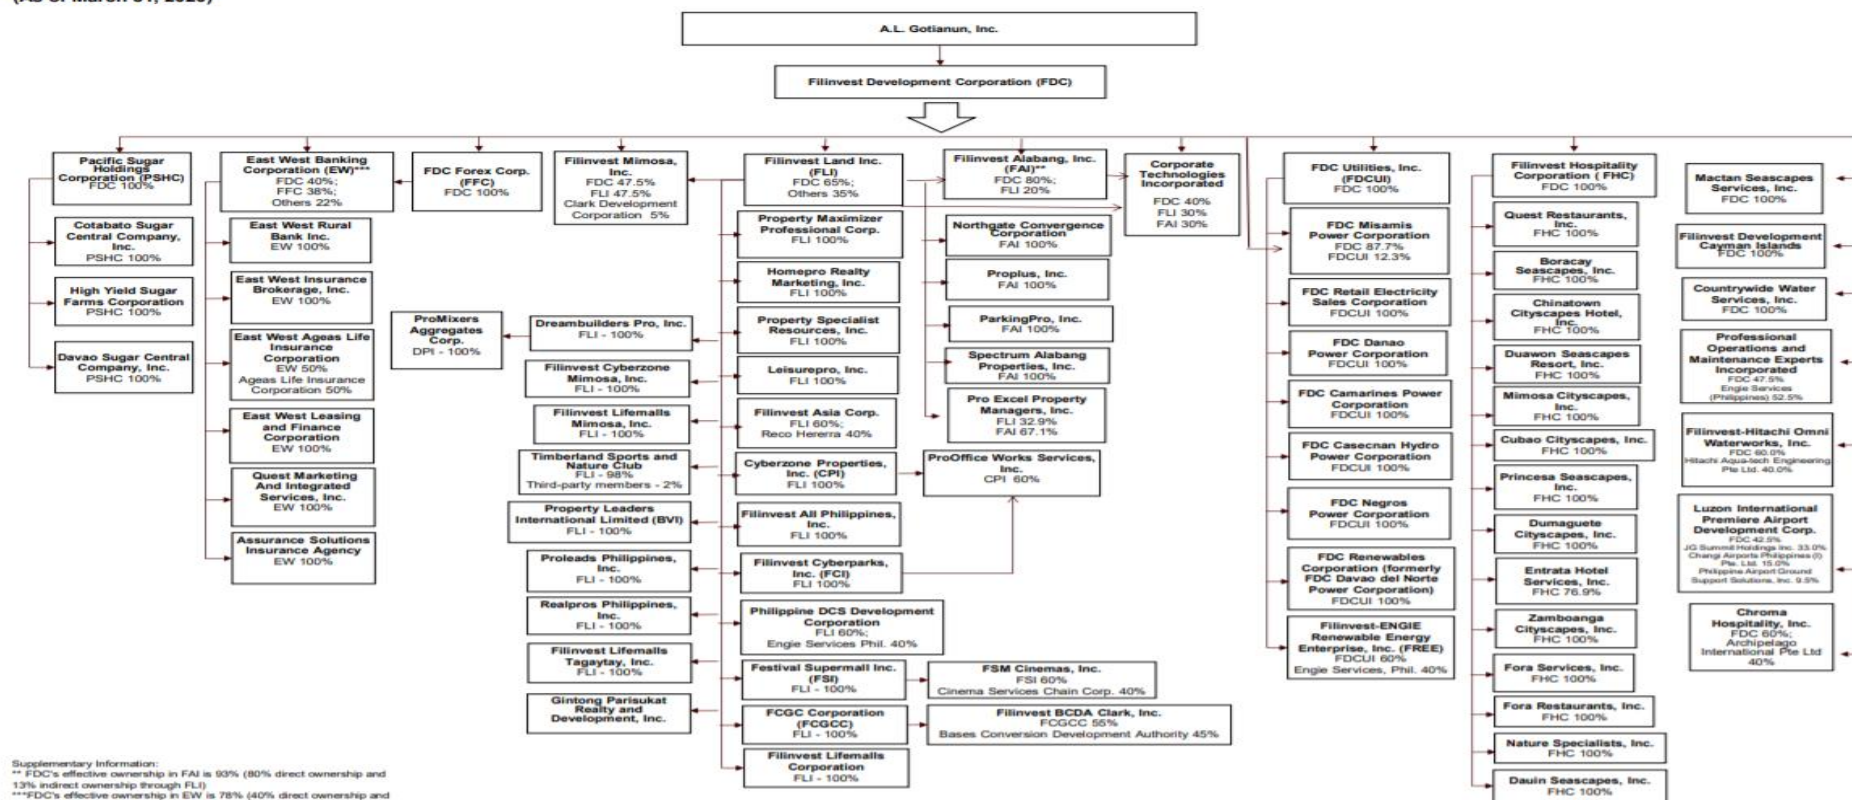 A.L. Gotianun, Inc.
Filinvest Development Corporation (FDC)
Pacific Sugar
Holdings
Corporation (PSHC)
FDC 100%
Cotabato Sugar
Central Company,
Inc.
PSHC 100%
High Yield Sugar
Farms Corporation
PSHC 100%
Davao Sugar Central
Company, Inc.
PSHC 100%
East West Banking
Corporation (EW)***
FDC 40%;
FFC 38%;
Others 22%
East West Rural
Bank Inc.
EW 100%
East West Insurance
Brokerage, Inc.
EW 100%
East West Ageas Life
Insurance
Corporation
EW 50%
Ageas Life Insurance
Corporation 50%
East West Leasing
and Finance
Corporation
EW 100%
Quest Marketing
And Integrated
Services, Inc.
EW 100%
Assurance Solutions
Insurance Agency
EW 100%
FDC Forex Corp.
(FFC)
FDC 100%
ProMixers
Aggregates
Corp.
DPI - 100%
Filinvest Mimosa,
Inc.
FDC 47.5%
FLI 47.5%
Clark Development
Corporation 5%
Dreambuilders Pro, Inc.
FLI - 100%
Filinvest Cyberzone
Mimosa, Inc.
FLI - 100%
Filinvest Lifemalls
Mimosa, Inc.
FLI - 100%
Timberland Sports and
Nature Club
FLI - 98%
Third-party members - 2%
Property Leaders
International Limited (BVI)
FLI - 100%
Proleads Philippines,
Inc.
FLI - 100%
Realpros Philippines,
Inc.
FLI - 100%
Filinvest Lifemalls
Tagaytay, Inc.
FLI - 100%
Gintong Parisukat
Realty and
Development, Inc.
Filinvest Land Inc.
(FLI)
FDC 65%;
Others 35%
Property Maximizer
Professional Corp.
FLI 100%
Homepro Realty
Marketing, Inc.
FLI 100%
Property Specialist
Resources, Inc.
FLI 100%
Leisurepro, Inc.
FLI 100%
Filinvest Asia Corp.
FLI 60%;
Reco Hererra 40%
Cyberzone Properties,
Inc. (CPI)
FLI 100%
Filinvest All Philippines,
Inc.
FLI 100%
Filinvest Cyberparks,
Inc. (FCI)
FLI 100%
Philippine DCS Development
Corporation
FLI 60%;
Engie Services Phil. 40%
Festival Supermall Inc.
(FSI)
FLI - 100%
FCGC Corporation
(FCGCC)
FLI - 100%
Filinvest Lifemalls
Corporation
FLI - 100%
Filinvest Alabang, Inc.
(FAI)**
FDC 80%;
FLI 20%
Northgate Convergence
Corporation
FAI 100%
Proplus, Inc.
FAI 100%
ParkingPro, Inc.
FAI 100%
Spectrum Alabang
Properties, Inc.
FAI 100%
Pro Excel Property
Managers, Inc.
FLI 32.9%
FAI 67.1%
ProOffice Works Services,
Inc.
CPI 60%
FSM Cinemas, Inc.
FSI 60%
Cinema Services Chain Corp. 40%
Filinvest BCDA Clark, Inc.
FCGCC 55%
Bases Conversion Development Authority 45%
Corporate
Technologies
Incorporated
FDC 40%
FLI 30%
FAI 30%
FDC Utilities, Inc.
(FDCUI)
FDC 100%
FDC Misamis
Power Corporation
FDC 87.7%
FDCUI 12.3%
FDC Retail Electricity
Sales Corporation
FDCUI 100%
FDC Danao
Power Corporation
FDCUI 100%
FDC Camarines Power
Corporation
FDCUI 100%
FDC Casecnan Hydro
Power Corporation
FDCUI 100%
FDC Negros
Power Corporation
FDCUI 100%
FDC Renewables
Corporation (formerly
FDC Davao del Norte
Power Corporation)
FDCUI 100%
Filinvest-ENGIE
Renewable Energy
Enterprise, Inc. (FREE)
FDCUI 60%
Engie Services, Phil. 40%
Filinvest Hospitality
Corporation ( FHC)
FDC 100%
Quest Restaurants,
Inc.
FHC 100%
Boracay
Seascapes, Inc.
FHC 100%
Chinatown
Cityscapes Hotel,
Inc.
FHC 100%
Duawon Seascapes
Resort, Inc.
FHC 100%
Mimosa Cityscapes,
Inc.
FHC 100%
Cubao Cityscapes, Inc.
FHC 100%
Princesa Seascapes,
Inc.
FHC 100%
Dumaguete
Cityscapes, Inc.
FHC 100%
Entrata Hotel
Services, Inc.
FHC 76.9%
Zamboanga
Cityscapes, Inc.
FHC 100%
Fora Services, Inc.
FHC 100%
Fora Restaurants, Inc.
FHC 100%
Nature Specialists, Inc.
FHC 100%
Dauin Seascapes, Inc.
FHC 100%
Mactan Seascapes
Services, Inc.
FDC 100%
Filinvest Development
Cayman Islands
FDC 100%
Countrywide Water
Services, Inc.
FDC 100%
Professional
Operations and
Maintenance Experts
Incorporated
FDC 47.5%
Engie Services
(Philippines) 52.5%
Filinvest-Hitachi Omni
Waterworks, Inc.
FDC 60.0%
Hitachi Aqua-tech Engineering
Pte Ltd. 40.0%
Luzon International
Premiere Airport
Development Corp.
FDC 42.5%
JG Summit Holdings Inc. 33.0%
Changi Airports Philippines (I)
Pte. Ltd. 15.0%
Philippine Airport Ground
Support Solutions, Inc. 9.5%
Chroma
Hospitality, Inc.
FDC 60%;
Archipelago
International Pte Ltd
40%
Supplementary Information:
** FDC's effective ownership in FAI is 93% (80% direct ownership and
13% indirect ownership through FLI)
***FDC's effective ownership in EW is 78% (40% direct ownership and